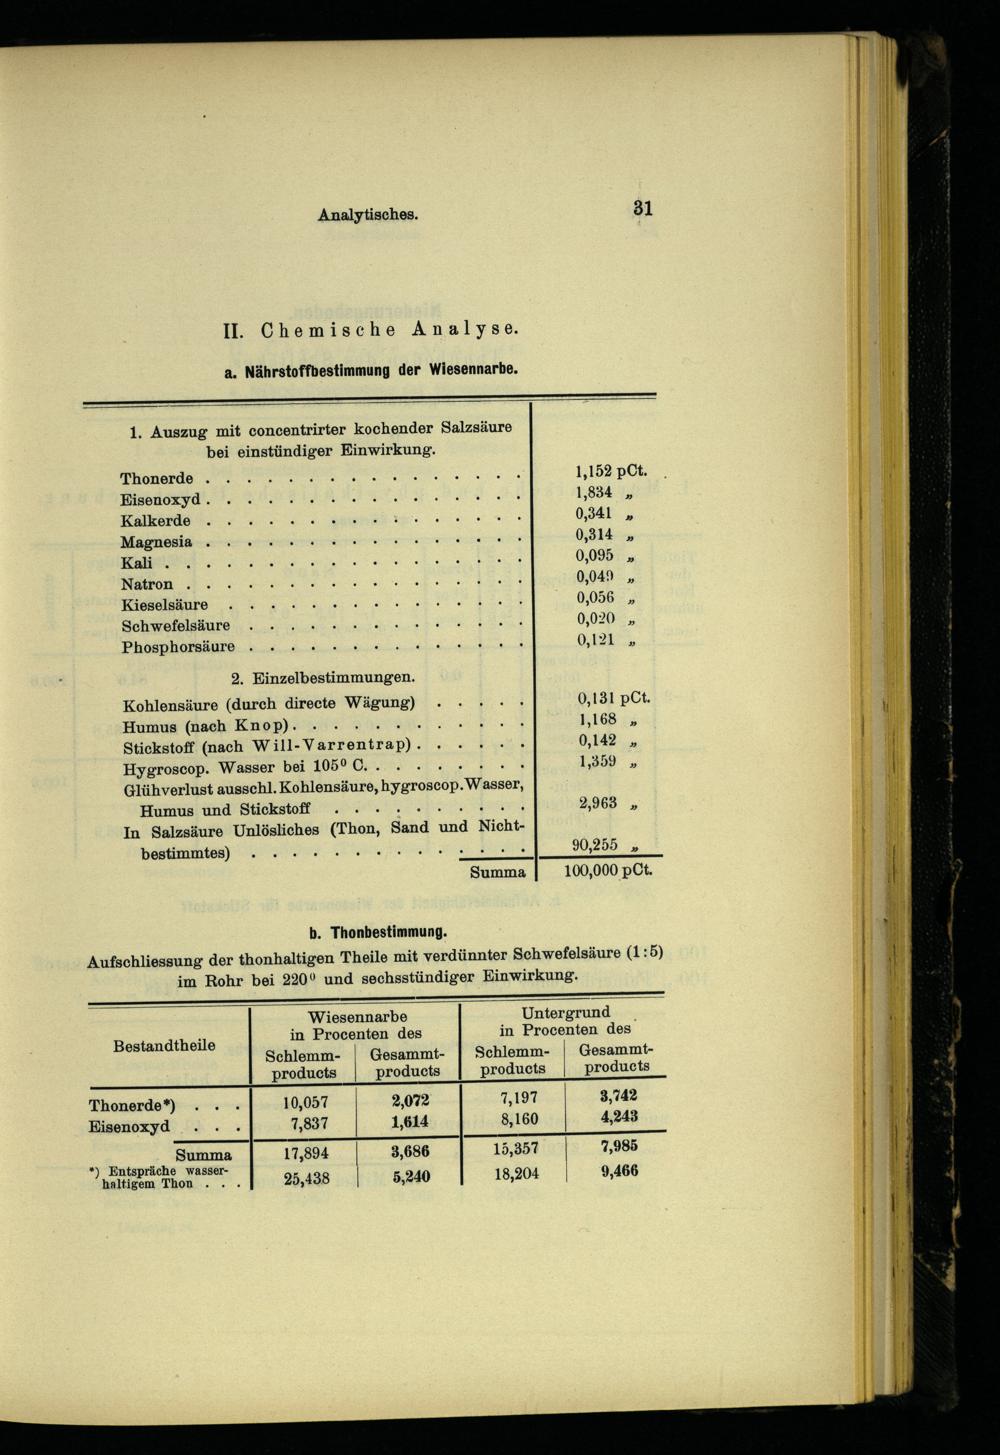 Analytisches. 31
II. Chemische Analyse.
a. Nährstoffbestimmung der Wiesennarbe.
1. Auszug mit concentrirter kochender Salzsäure
bei einstündiger Einwirkung.
Thonerde . . . . . . . . . . . . . . . . 1,152 pCt.
Eisenoxyd . . . . . . . . . . . . . . . . 1,834 „
Kalkerde . . . . . . . . . . . . . . . . 0,341 „
Magnesia . . . . . . . . . . . . . . . . 0,314 „
Kali . . . . . . . . . . . . . . . . . . 0,095 „
Natron . . . . . . . . . . . . . . . . . 0,049 „
Kieselsäure . . . . . . . . . . . . . . . 0,056 „
Schwefelsäure . . . . . . . . . . . . . . 0,020 „
Phosphorsäure . . . . . . . . . . . . . . 0,121 „
2. Einzelbestimmungen.
Kohlensäure (durch directe Wägung) . . . . . 0,131 pCt.
Humus (nach Knop) . . . . . . . . . . . . 1,168 „
Stickstoff (nach Will-Varrentrap) . . . . . . 0,142 „
Hygroscop. Wasser bei 105° C. . . . . . . . . 1,359 „
Glühverlust ausschl. Kohlensäure, hygroscop. Wasser,
Humus und Stickstoff . . . . . . . . . . 2,963 „
In Salzsäure Unlösliches (Thon, Sand und Nicht-
bestimmtes) . . . . . . . . . . . . . 90,255 „
Summa 100,000 pCt.
b. Thonbestimmung.
Aufschliessung der thonhaltigen Theile mit verdünnter Schwefelsäure (1:5)
im Rohr bei 220° und sechsstündiger Einwirkung.
Bestandtheile Wiesennarbe Untergrund
in Procenten des in Procenten des
Schlemm- Gesammt- Schlemm- Gesammt-
products products products products
Thonerde*) . . . 10,057 2,072 7,197 3,742
Eisenoxyd . . . 7,837 1,614 8,160 4,243
Summa 17,894 3,686 15,357 7,985
*) Entspräche wasser-
haltigem Thon . . . 25,438 5,240 18,204 9,466